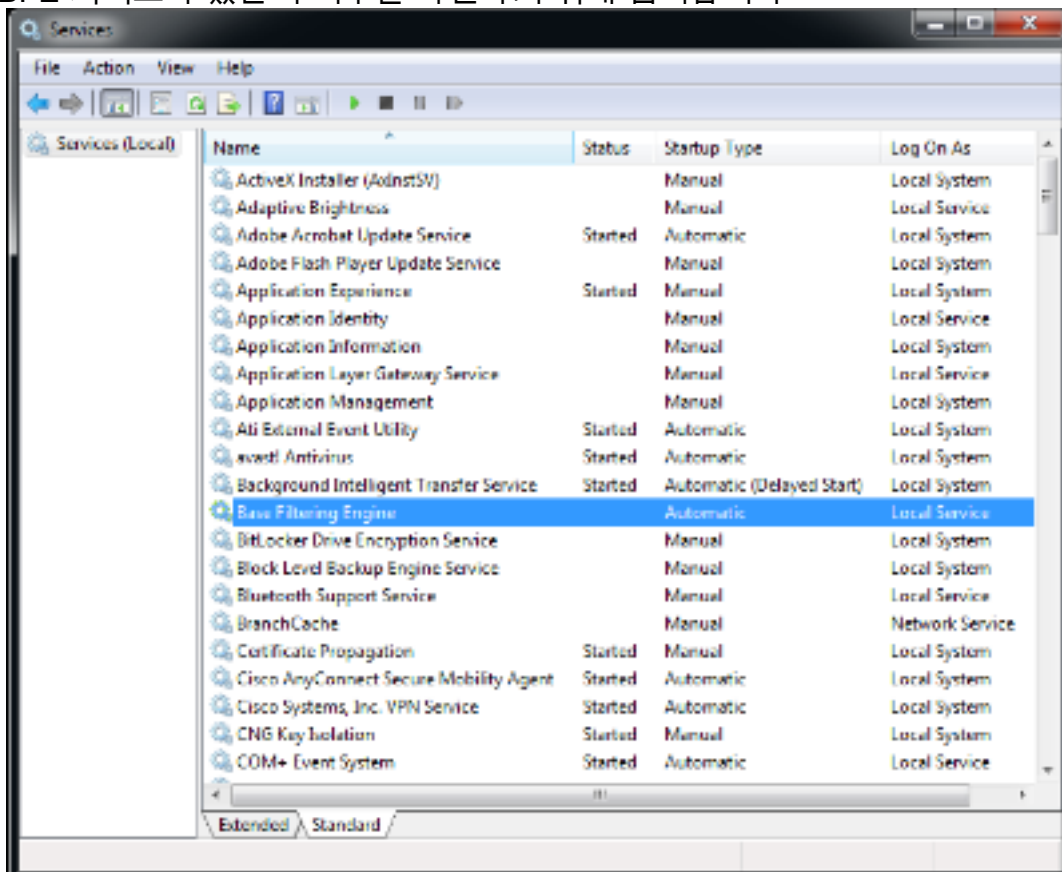 Services
File Action View Help
Services (Local)
Name Status Startup Type Log On As
ActiveX Installer (AxInstSV) Manual Local System
Adaptive Brightness Manual Local Service
Adobe Acrobat Update Service Started Automatic Local System
Adobe Flash Player Update Service Manual Local System
Application Experience Started Manual Local System
Application Identity Manual Local Service
Application Information Manual Local System
Application Layer Gateway Service Manual Local Service
Application Management Manual Local System
Ati External Event Utility Started Automatic Local System
avast! Antivirus Started Automatic Local System
Background Intelligent Transfer Service Started Automatic (Delayed Start) Local System
Base Filtering Engine Automatic Local Service
BitLocker Drive Encryption Service Manual Local System
Block Level Backup Engine Service Manual Local System
Bluetooth Support Service Manual Local Service
BranchCache Manual Network Service
Certificate Propagation Started Manual Local System
Cisco AnyConnect Secure Mobility Agent Started Automatic Local System
Cisco Systems, Inc. VPN Service Started Automatic Local System
CNG Key Isolation Started Manual Local System
COM+ Event System Started Automatic Local Service
Extended Standard